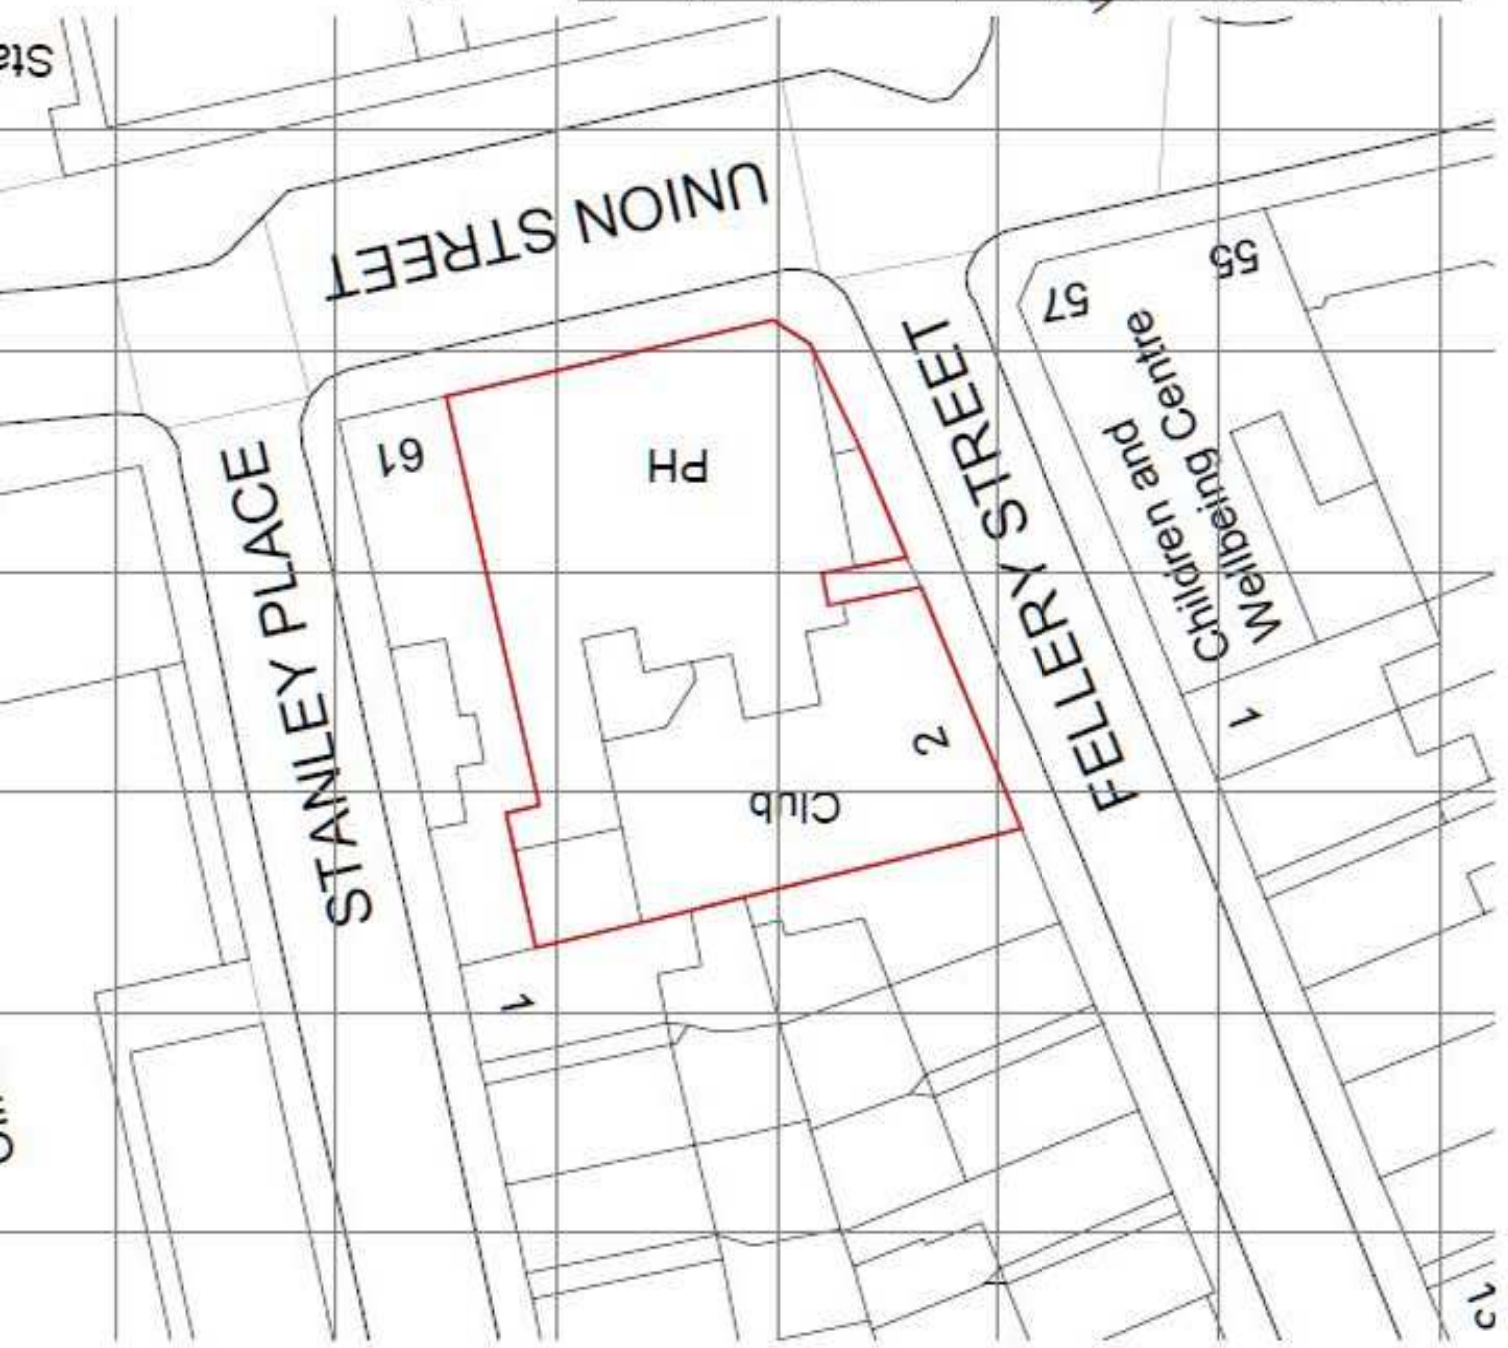 UNION STREET
57
55
61
PH
FELLERY STREET
Children and
Wellbeing Centre
STANLEY PLACE
2
1
Club
1